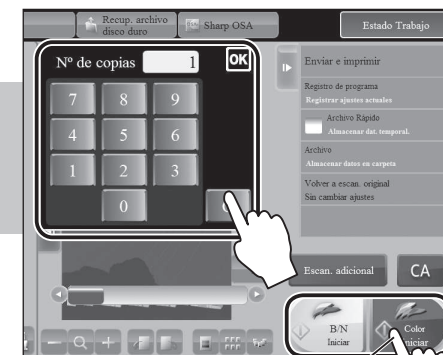 Recup. archivo
disco duro
Sharp OSA
Estado Trabajo
Nº de copias
1
OK
7 8 9
4 5 6
1 2 3
0
Enviar e imprimir
Registro de programa
Registrar ajustes actuales
Archivo Rápido
Almacenar dat. temporal.
Archivo
Almacenar datos en carpeta
Volver a escan. original
Sin cambiar ajustes
Escan. adicional
CA
B/N
Iniciar
Color
Iniciar